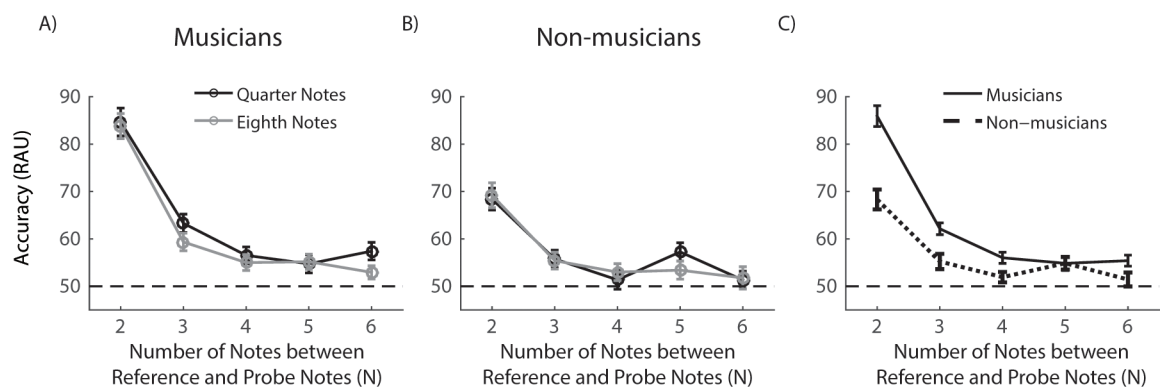 A)
Musicians
Accuracy (RAU)
90
80
70
60
50
Quarter Notes
Eighth Notes
2 3 4 5 6
Number of Notes between
Reference and Probe Notes (N)
B)
Non-musicians
90
80
70
60
50
2 3 4 5 6
Number of Notes between
Reference and Probe Notes (N)
C)
90
80
70
60
50
Musicians
Non−musicians
2 3 4 5 6
Number of Notes between
Reference and Probe Notes (N)